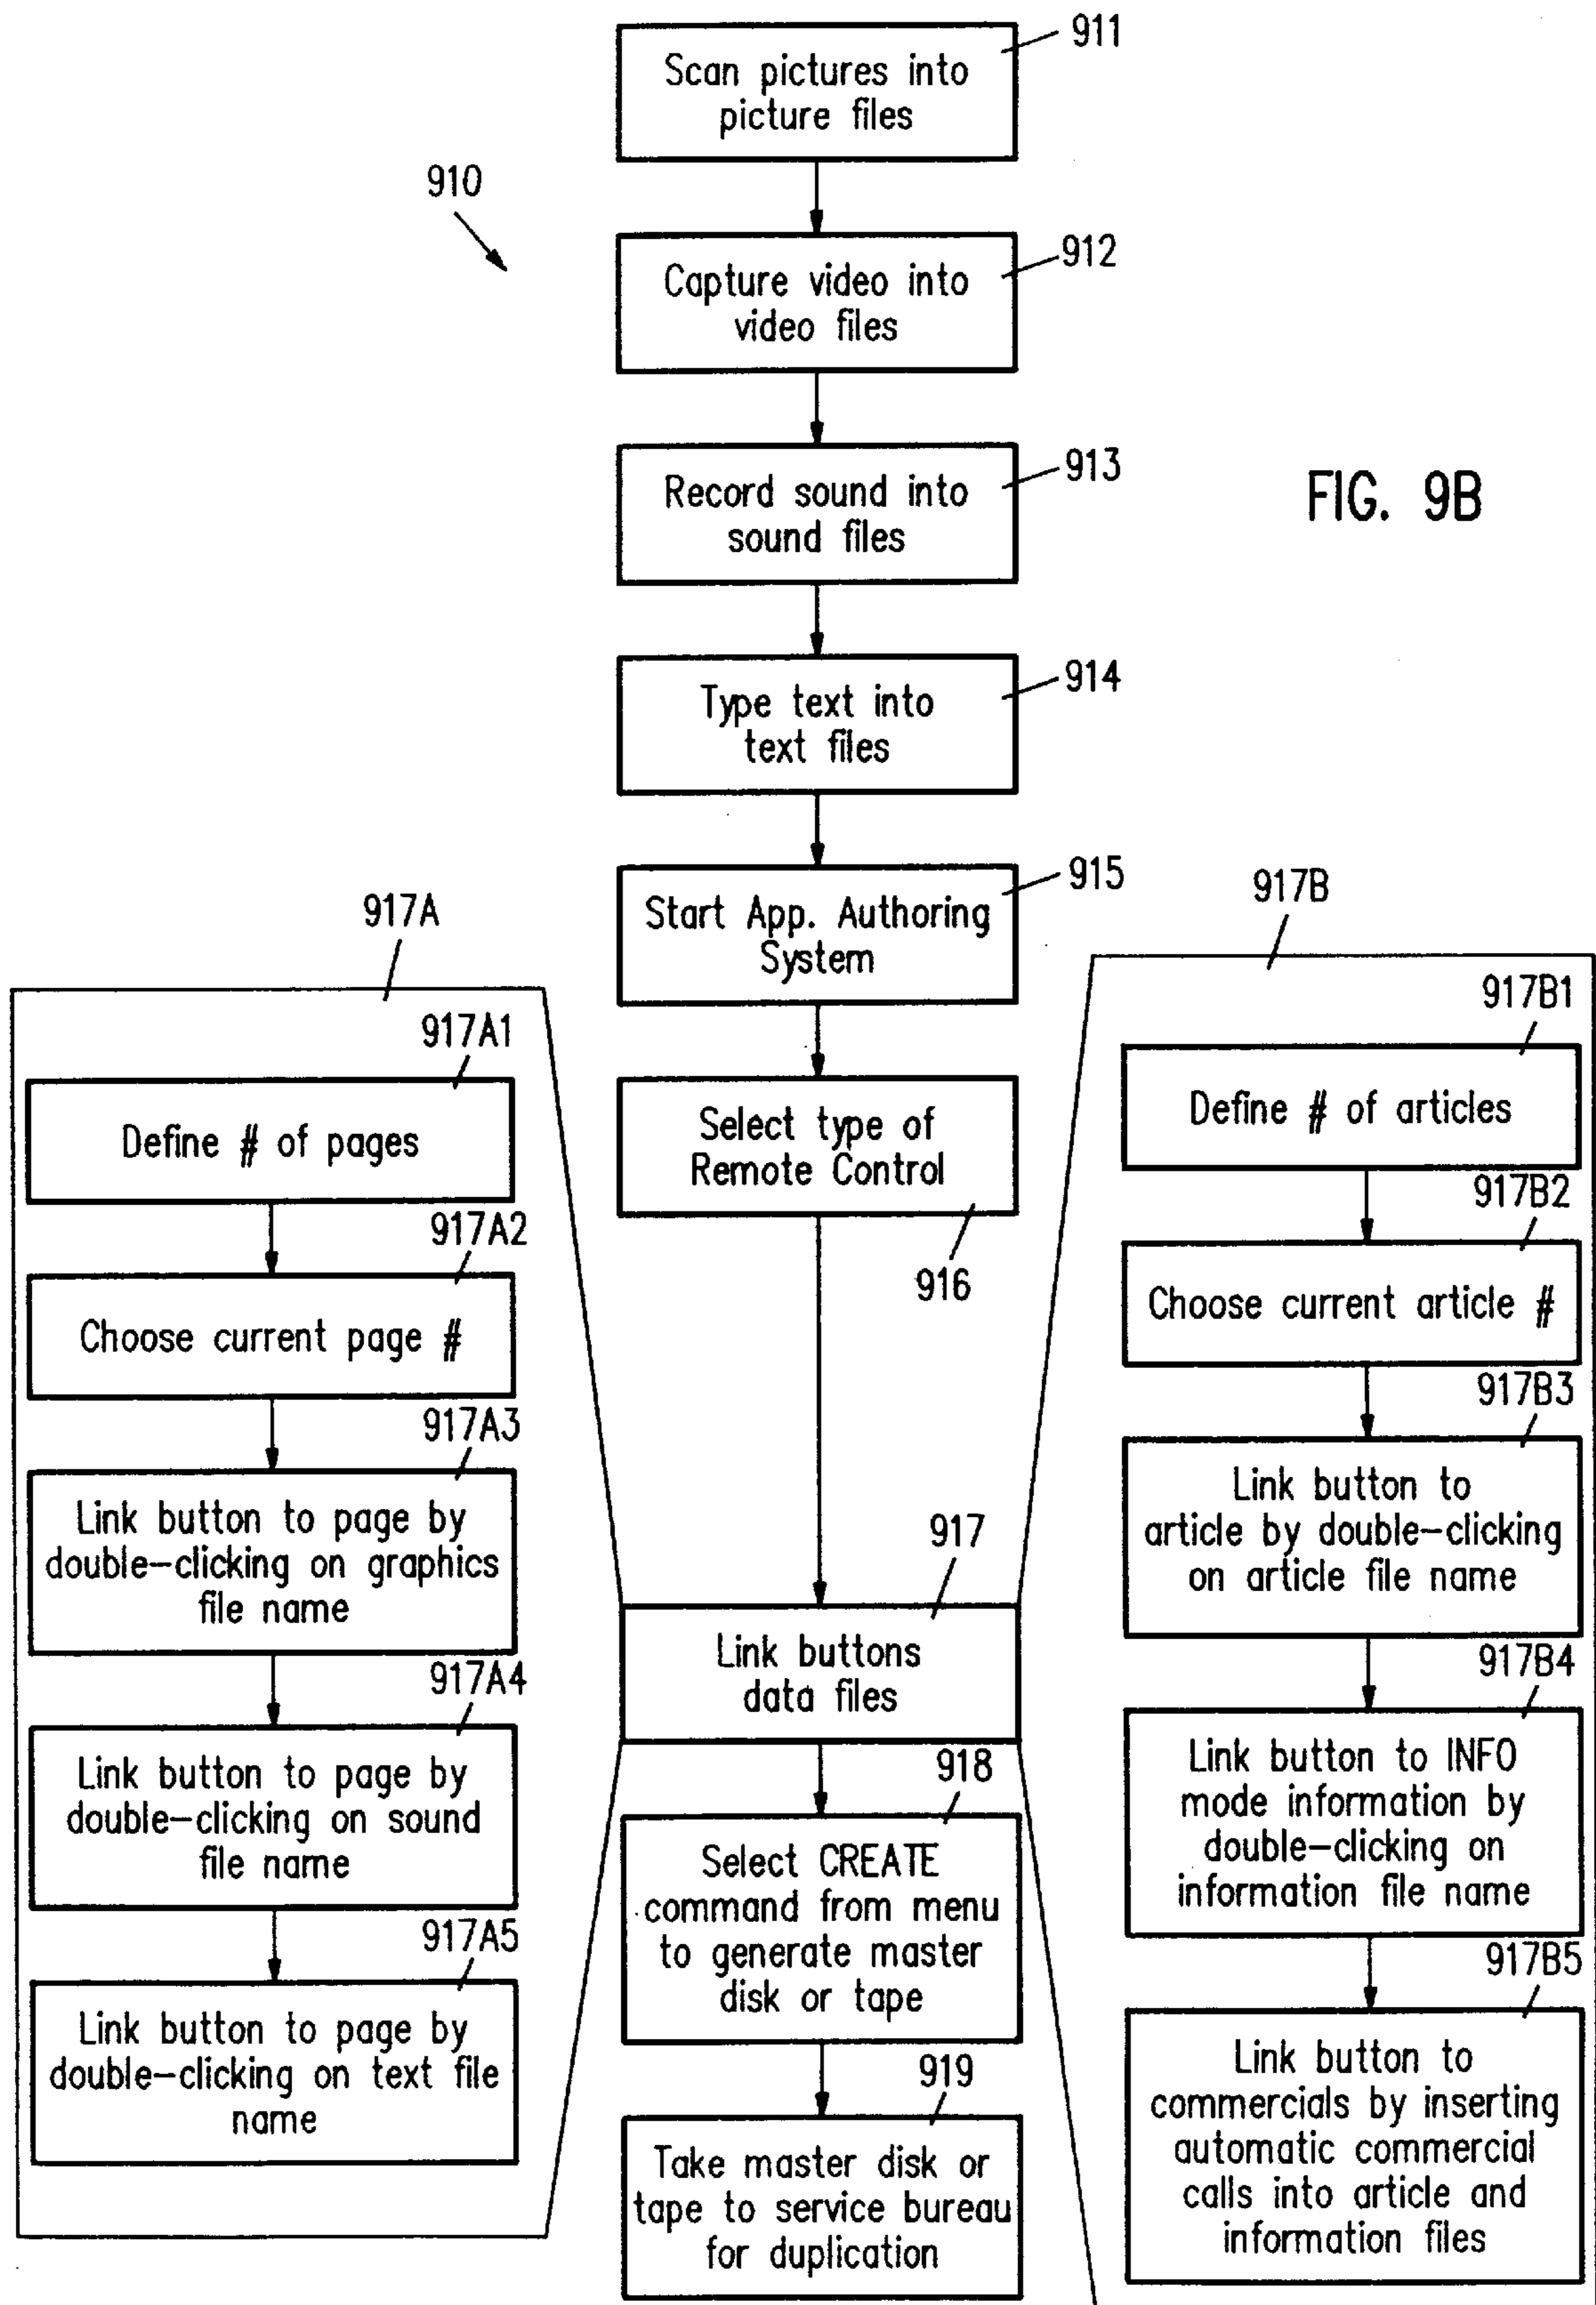 911
Scan pictures into
picture files
910
912
Capture video into
video files
913
Record sound into
sound files
FIG. 9B
914
Type text into
text files
915
Start App. Authoring
System
916
Select type of
Remote Control
917A
917A1
Define # of pages
917A2
Choose current page #
917A3
Link button to page by
double-clicking on graphics
file name
917A4
Link button to page by
double-clicking on sound
file name
917A5
Link button to page by
double-clicking on text file
name
917
Link buttons
data files
918
Select CREATE
command from menu
to generate master
disk or tape
919
Take master disk or
tape to service bureau
for duplication
917B
917B1
Define # of articles
917B2
Choose current article #
917B3
Link button to
article by double-clicking
on article file name
917B4
Link button to INFO
mode information by
double-clicking on
information file name
917B5
Link button to
commercials by inserting
automatic commercial
calls into article and
information files